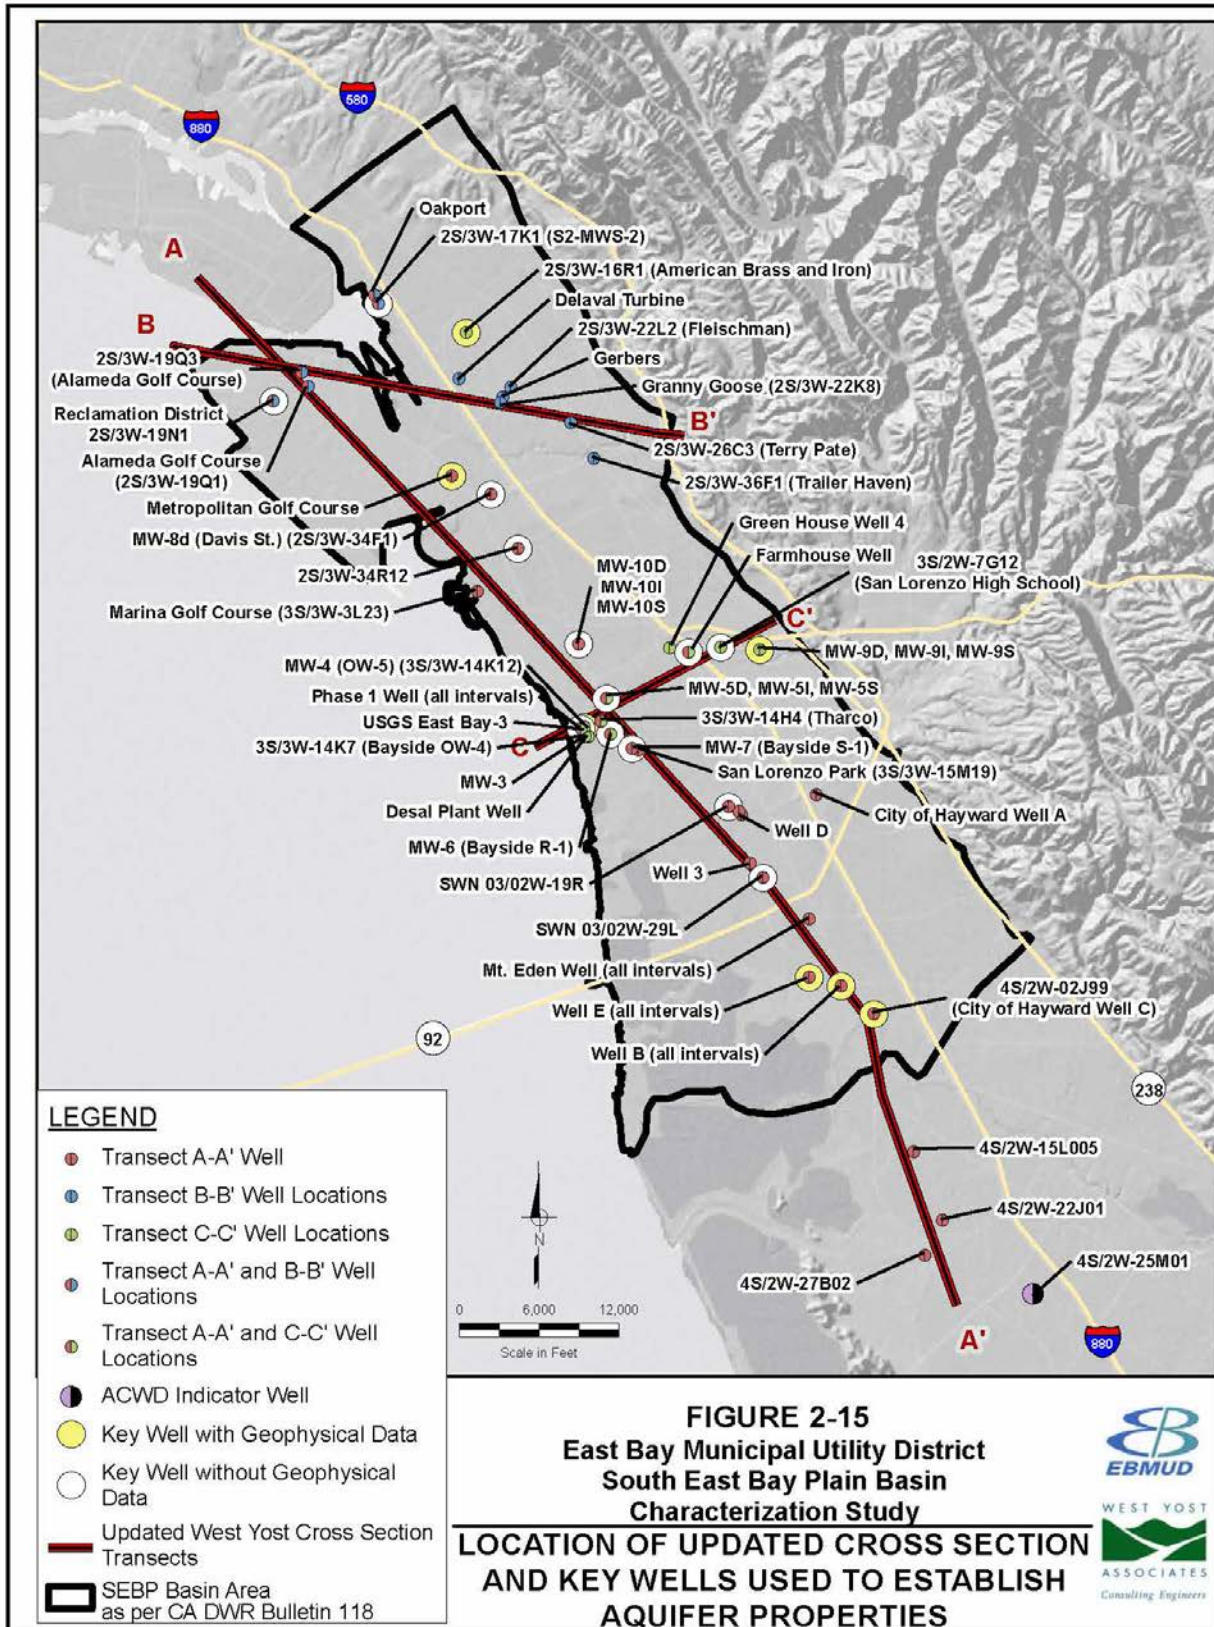 580
880
Oakport
2S/3W-17K1 (S2-MWS-2)
2S/3W-16R1 (American Brass and Iron)
Delaval Turbine
2S/3W-22L2 (Fleischman)
Gerbers
Granny Goose (2S/3W-22K8)
A
B
2S/3W-19Q3
(Alameda Golf Course)
Reclamation District
2S/3W-19N1
Alameda Golf Course
(2S/3W-19Q1)
B'
2S/3W-26C3 (Terry Pate)
2S/3W-36F1 (Trailer Haven)
Metropolitan Golf Course
MW-8d (Davis St.) (2S/3W-34F1)
2S/3W-34R12
Marina Golf Course (3S/3W-3L23)
Green House Well 4
Farmhouse Well
3S/2W-7G12
(San Lorenzo High School)
MW-10D
MW-10I
MW-10S
C'
MW-9D, MW-9I, MW-9S
MW-4 (OW-5) (3S/3W-14K12)
Phase 1 Well (all intervals)
USGS East Bay-3
3S/3W-14K7 (Bayside OW-4)
C
MW-3
Desal Plant Well
MW-6 (Bayside R-1)
MW-5D, MW-5I, MW-5S
3S/3W-14H4 (Tharco)
MW-7 (Bayside S-1)
San Lorenzo Park (3S/3W-15M19)
City of Hayward Well A
Well D
SWN 03/02W-19R
Well 3
SWN 03/02W-29L
Mt. Eden Well (all intervals)
Well E (all intervals)
Well B (all intervals)
4S/2W-02J99
(City of Hayward Well C)
92
238
4S/2W-15L005
4S/2W-22J01
4S/2W-27B02
4S/2W-25M01
A'
880
N
0 6,000 12,000
Scale in Feet
LEGEND
Transect A-A' Well
Transect B-B' Well Locations
Transect C-C' Well Locations
Transect A-A' and B-B' Well
Locations
Transect A-A' and C-C' Well
Locations
ACWD Indicator Well
Key Well with Geophysical Data
Key Well without Geophysical
Data
Updated West Yost Cross Section
Transects
SEBP Basin Area
as per CA DWR Bulletin 118
FIGURE 2-15
East Bay Municipal Utility District
South East Bay Plain Basin
Characterization Study
LOCATION OF UPDATED CROSS SECTION
AND KEY WELLS USED TO ESTABLISH
AQUIFER PROPERTIES
EBMUD
WEST YOST
ASSOCIATES
Consulting Engineers